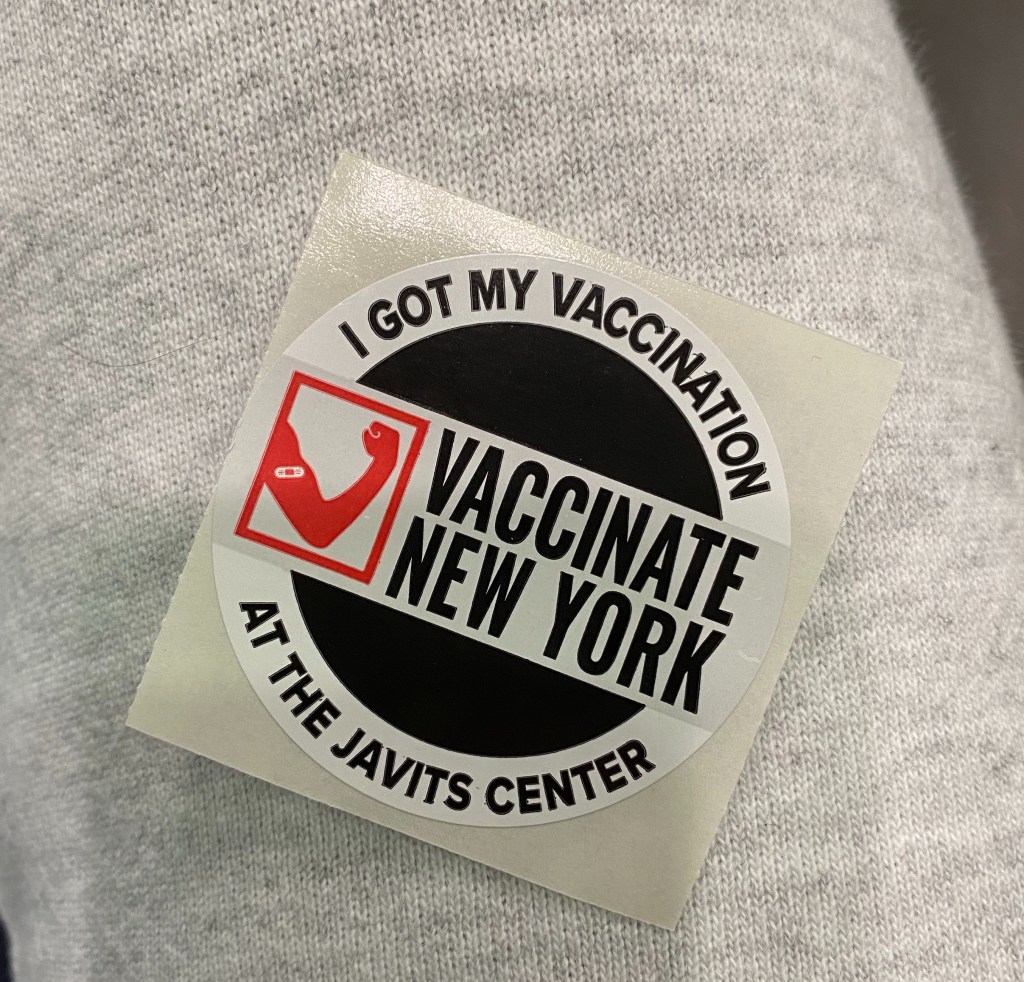 I GOT MY VACCINATION
VACCINATE
NEW YORK
AT THE JAVITS CENTER